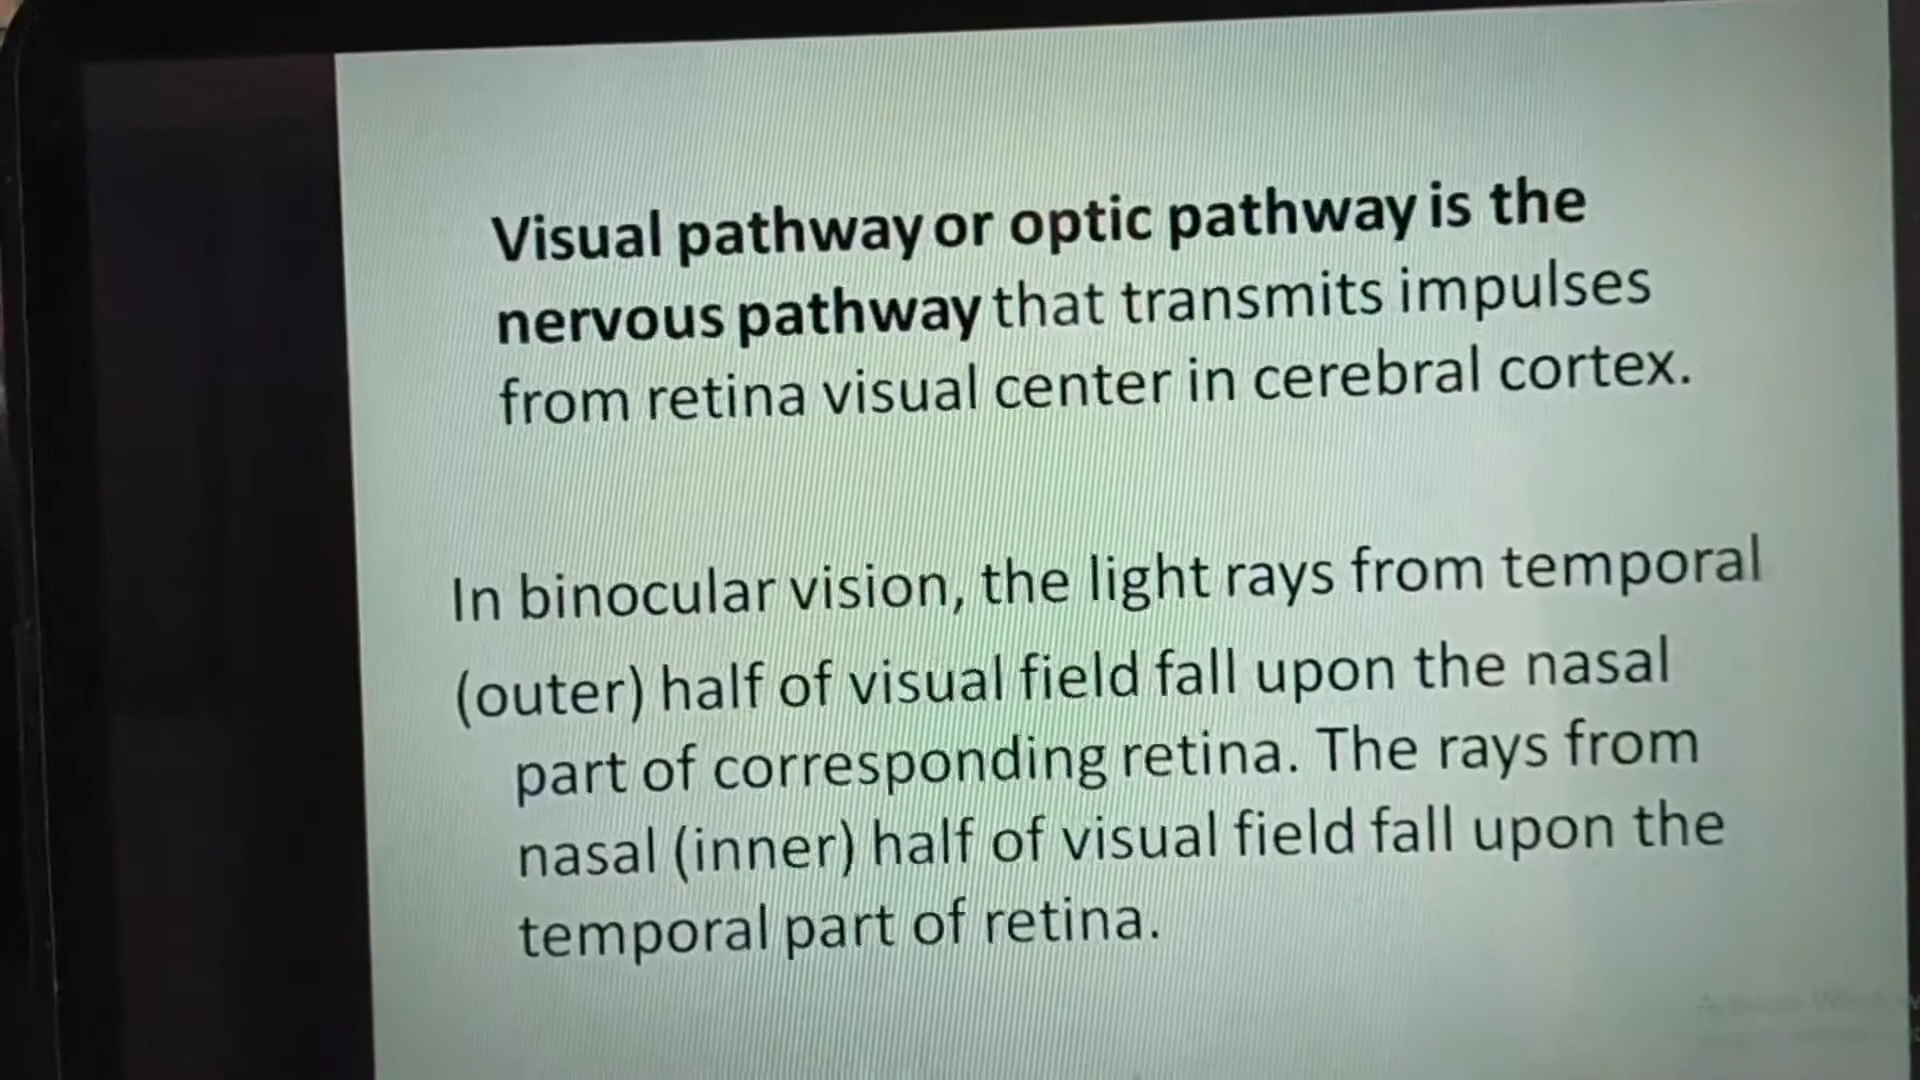 Visual pathway or optic pathway is the
nervous pathway that transmits impulses
from retina visual center in cerebral cortex.
In binocular vision, the light rays from temporal
(outer) half of visual field fall upon the nasal
part of corresponding retina. The rays from
nasal (inner) half of visual field fall upon the
temporal part of retina.